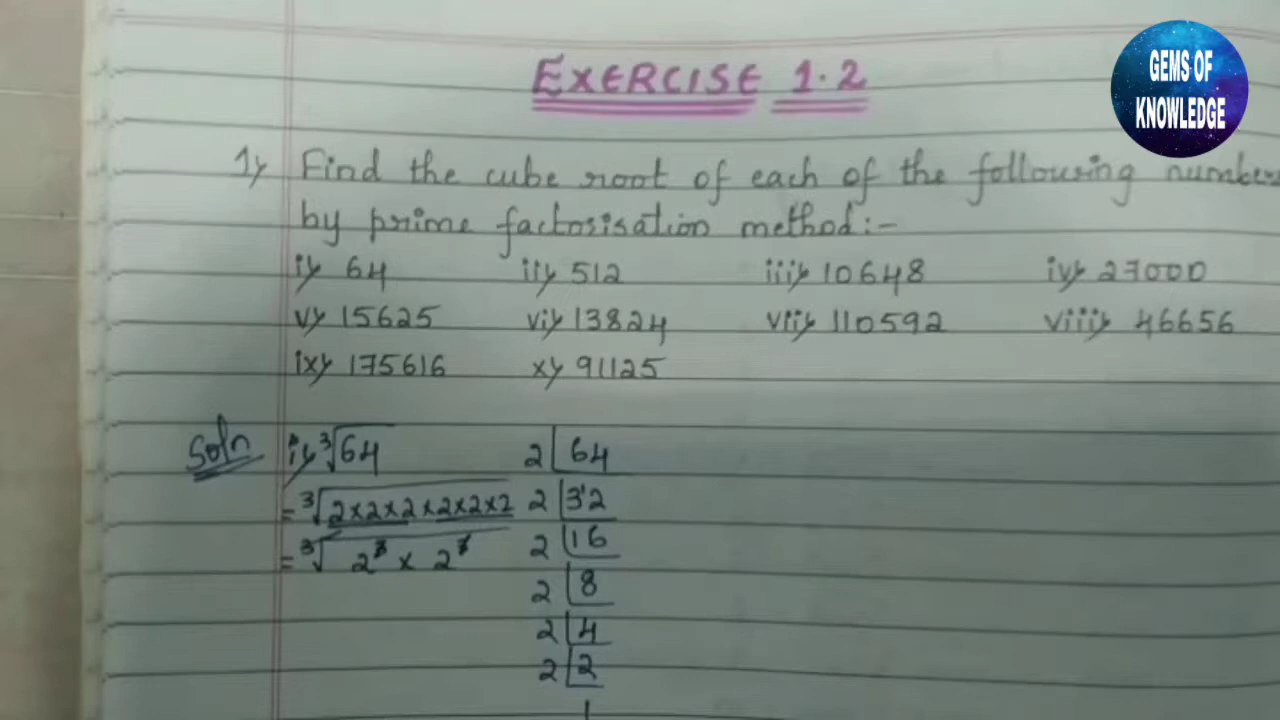 EXERCISE 1.2
GEMS OF
KNOWLEDGE
1) Find the cube root of each of the following numbers
by prime factorisation method:-
i) 64 ii) 512 iii) 10648 iv) 27000
v) 15625 vi) 13824 vii) 110592 viii) 46656
ix) 175616 x) 91125
Soln i) ∛64 2 64
= ∛2×2×2×2×2×2 2 32
= ∛2³ × 2³ 2 16
2 8
2 4
2 2
1